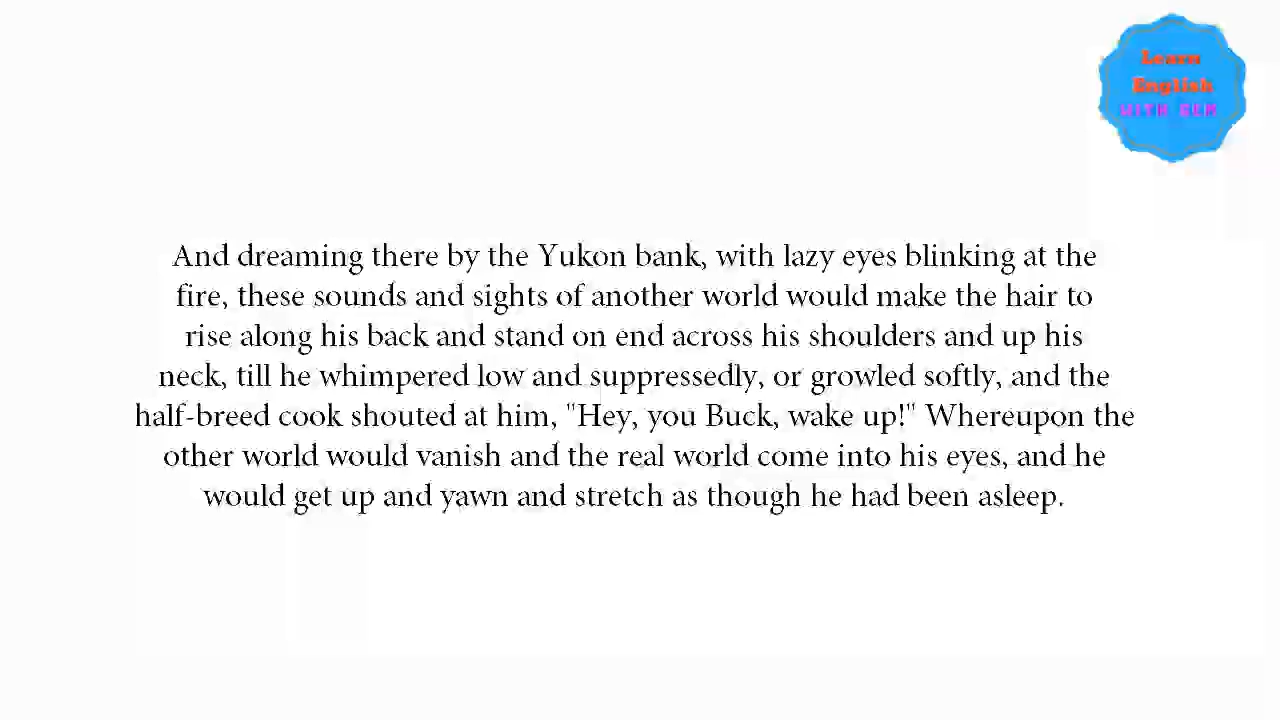 Learn
English
WITH GEM
And dreaming there by the Yukon bank, with lazy eyes blinking at the
fire, these sounds and sights of another world would make the hair to
rise along his back and stand on end across his shoulders and up his
neck, till he whimpered low and suppressedly, or growled softly, and the
half-breed cook shouted at him, "Hey, you Buck, wake up!" Whereupon the
other world would vanish and the real world come into his eyes, and he
would get up and yawn and stretch as though he had been asleep.